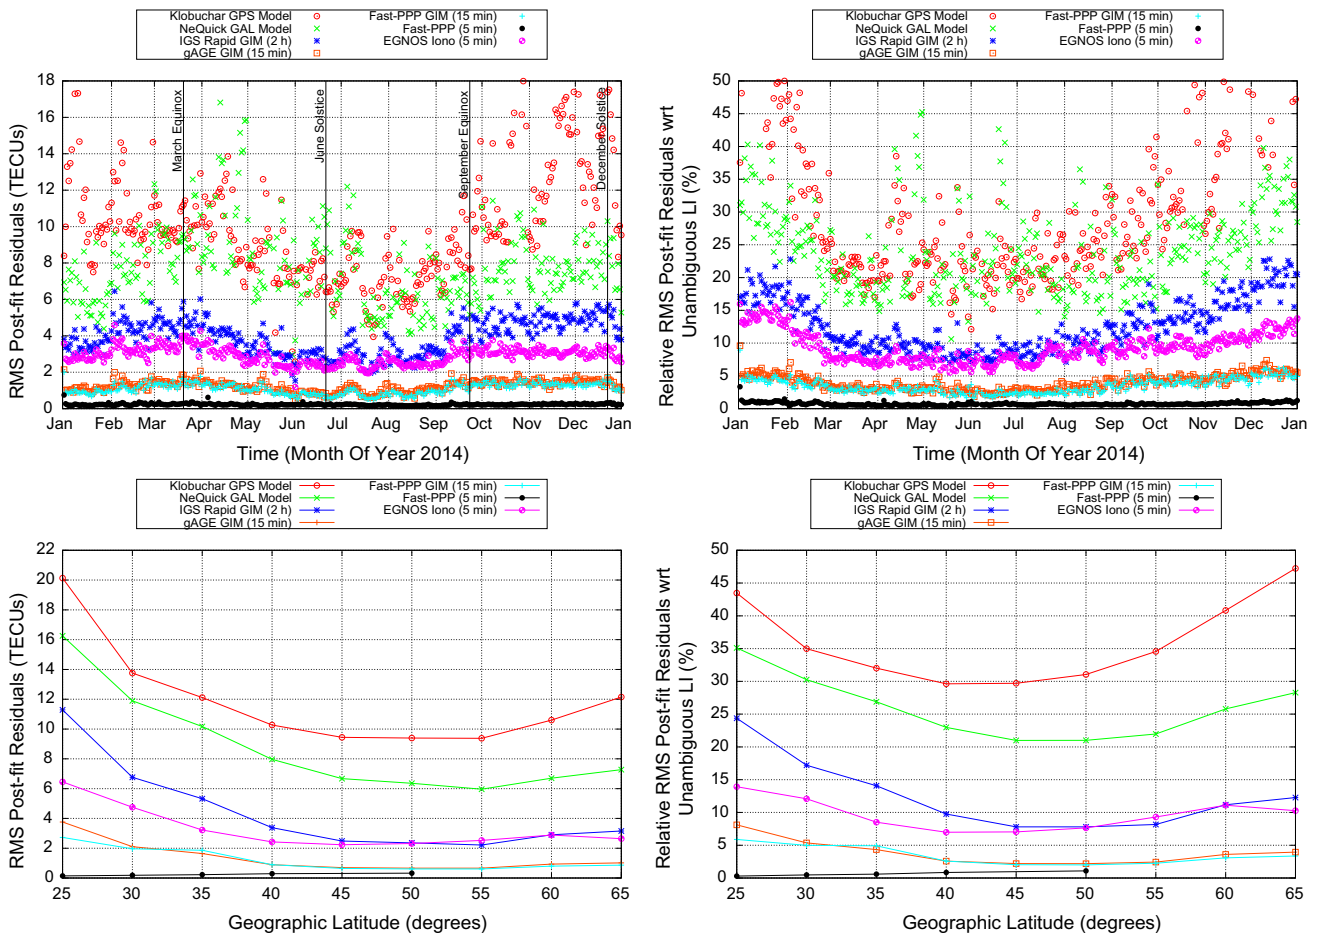 Klobuchar GPS Model
NeQuick GAL Model
IGS Rapid GIM (2 h)
gAGE GIM (15 min)
Fast-PPP GIM (15 min)
Fast-PPP (5 min)
EGNOS Iono (5 min)
RMS Post-fit Residuals (TECUs)
18
16
14
12
10
8
6
4
2
0
March Equinox
June Solstice
September Equinox
December Solstice
Jan Feb Mar Apr May Jun Jul Aug Sep Oct Nov Dec Jan
Time (Month Of Year 2014)
Klobuchar GPS Model
NeQuick GAL Model
IGS Rapid GIM (2 h)
gAGE GIM (15 min)
Fast-PPP GIM (15 min)
Fast-PPP (5 min)
EGNOS Iono (5 min)
Relative RMS Post-fit Residuals wrt
Unambiguous LI (%)
50
45
40
35
30
25
20
15
10
5
0
Jan Feb Mar Apr May Jun Jul Aug Sep Oct Nov Dec Jan
Time (Month Of Year 2014)
Klobuchar GPS Model
NeQuick GAL Model
IGS Rapid GIM (2 h)
gAGE GIM (15 min)
Fast-PPP GIM (15 min)
Fast-PPP (5 min)
EGNOS Iono (5 min)
RMS Post-fit Residuals (TECUs)
22
20
18
16
14
12
10
8
6
4
2
0
25 30 35 40 45 50 55 60 65
Geographic Latitude (degrees)
Klobuchar GPS Model
NeQuick GAL Model
IGS Rapid GIM (2 h)
gAGE GIM (15 min)
Fast-PPP GIM (15 min)
Fast-PPP (5 min)
EGNOS Iono (5 min)
Relative RMS Post-fit Residuals wrt
Unambiguous LI (%)
50
45
40
35
30
25
20
15
10
5
0
25 30 35 40 45 50 55 60 65
Geographic Latitude (degrees)